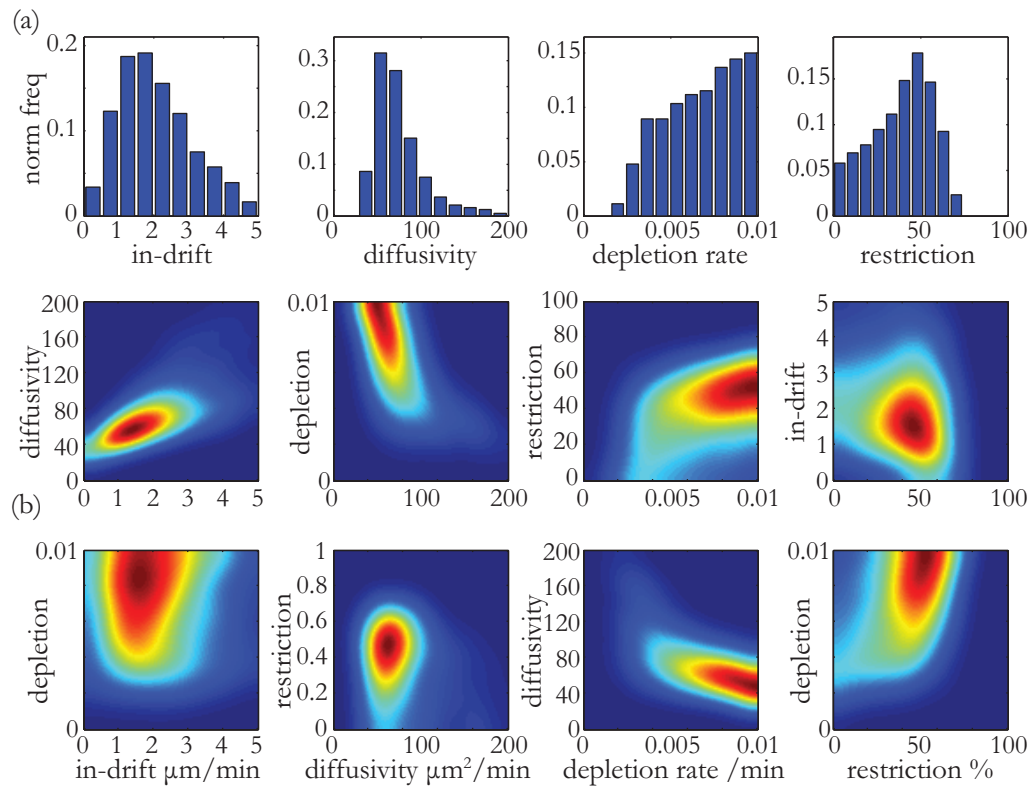 (a)
norm freq
0.2
0.1
0
1 2 3 4 5
in-drift
0.3
0.2
0.1
0
0 100 200
diffusivity
0.15
0.1
0.05
0
0 0.005 0.01
depletion rate
0.15
0.1
0.05
0
0 50 100
restriction
diffusivity
200
160
120
80
40
0
0 1 2 3 4 5
depletion
0.01
0
0 100 200
restriction
100
80
60
40
20
0
0 0.005 0.01
in-drift
5
4
3
2
1
0
0 50 100
(b)
depletion
0.01
0
0 1 2 3 4 5
in-drift μm/min
restriction
1
0.8
0.6
0.4
0.2
0
0 100 200
diffusivity μm²/min
diffusivity
200
160
120
80
40
0
0 0.005 0.01
depletion rate /min
depletion
0.01
0
0 50 100
restriction %